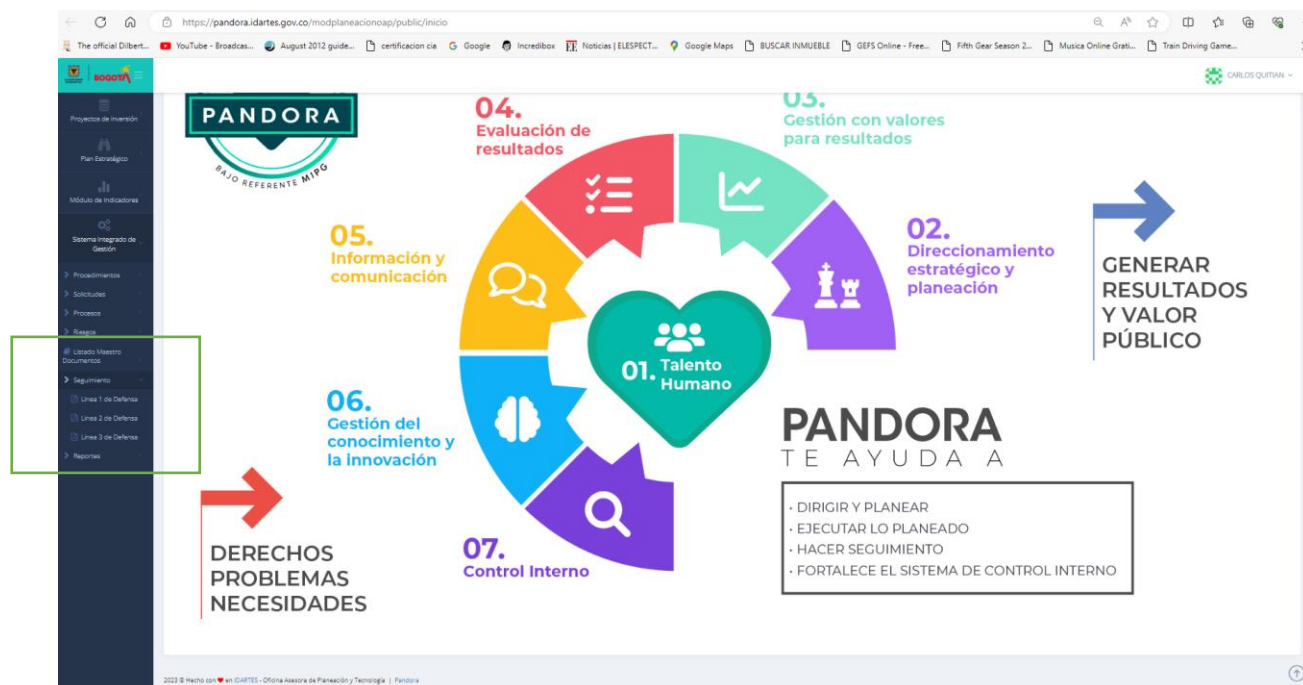 https://pandora.idartes.gov.co/modplaneacionoap/public/inicio
The official Dilbert...
YouTube - Broadcas...
August 2012 guide...
certificacion cia
Google
Incredibox
Noticias | ELESPECT...
Google Maps
BUSCAR INMUEBLE
GEFS Online - Free...
Fifth Gear Season 2...
Musica Online Grati...
Train Driving Game...
BOGOTÁ
CARLOS QUITIAN
Proyectos de Inversión
Plan Estratégico
Módulo de Indicadores
Sistema Integrado de
Gestión
Procedimientos
Solicitudes
Procesos
Riesgos
Listado Maestro
Documentos
Seguimiento
Línea 1 de Defensa
Línea 2 de Defensa
Línea 3 de Defensa
Reportes
PANDORA
BAJO REFERENTE MIPG
04.
Evaluación de
resultados
03.
Gestión con valores
para resultados
05.
Información y
comunicación
02.
Direccionamiento
estratégico y
planeación
GENERAR
RESULTADOS
Y VALOR
PÚBLICO
01. Talento
Humano
06.
Gestión del
conocimiento y
la innovación
PANDORA
TE AYUDA A
· DIRIGIR Y PLANEAR
· EJECUTAR LO PLANEADO
· HACER SEGUIMIENTO
· FORTALECE EL SISTEMA DE CONTROL INTERNO
07.
Control Interno
DERECHOS
PROBLEMAS
NECESIDADES
2023 © Hecho con ❤ en IDARTES - Oficina Asesora de Planeación y Tecnología | Pandora